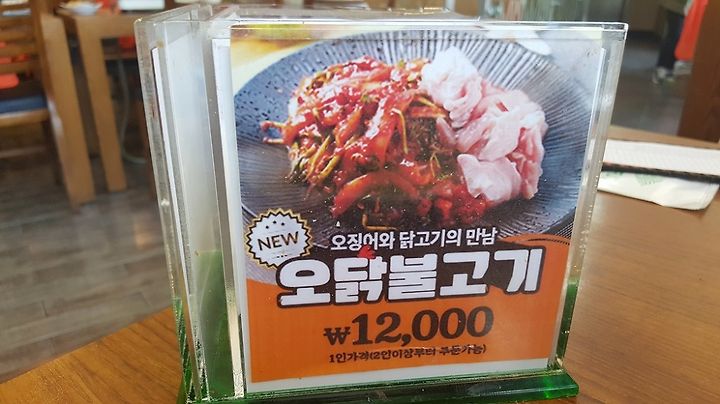 NEW
오징어와 닭고기의 만남
오닭불고기
₩12,000
1인가격(2인이상부터 주문가능)